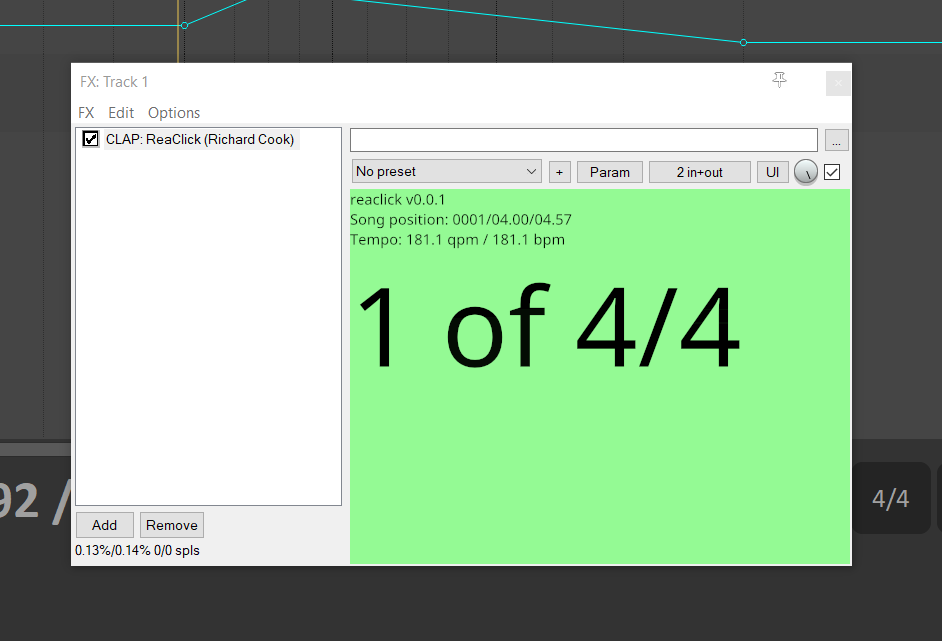 FX: Track 1
FX Edit Options
CLAP: ReaClick (Richard Cook)
...
No preset + Param 2 in+out UI
reaclick v0.0.1
Song position: 0001/04.00/04.57
Tempo: 181.1 qpm / 181.1 bpm
1 of 4/4
92 /
4/4
Add Remove
0.13%/0.14% 0/0 spls